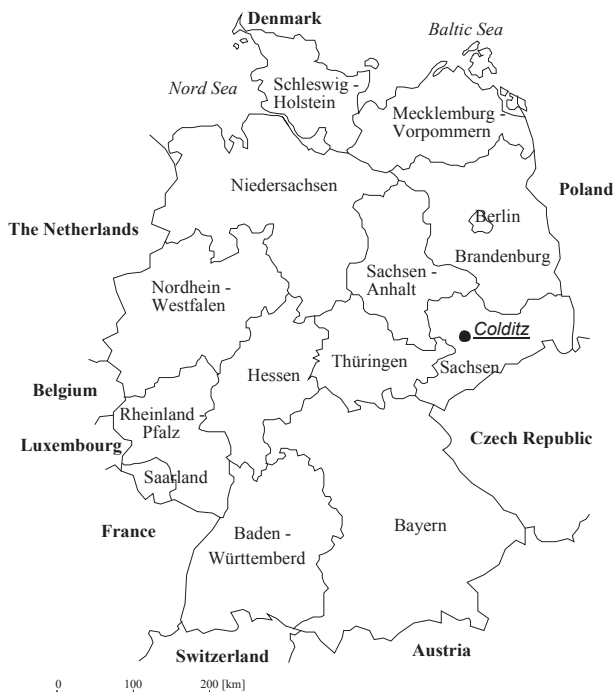 Denmark
Baltic Sea
Nord Sea
Schleswig -
Holstein
Mecklemburg -
Vorpommern
Niedersachsen
Poland
Berlin
The Netherlands
Brandenburg
Sachsen -
Anhalt
Nordhein -
Westfalen
Colditz
Thüringen
Sachsen
Hessen
Belgium
Rheinland -
Pfalz
Czech Republic
Luxembourg
Saarland
France
Baden -
Württemberd
Bayern
Austria
Switzerland
0 100 200 [km]